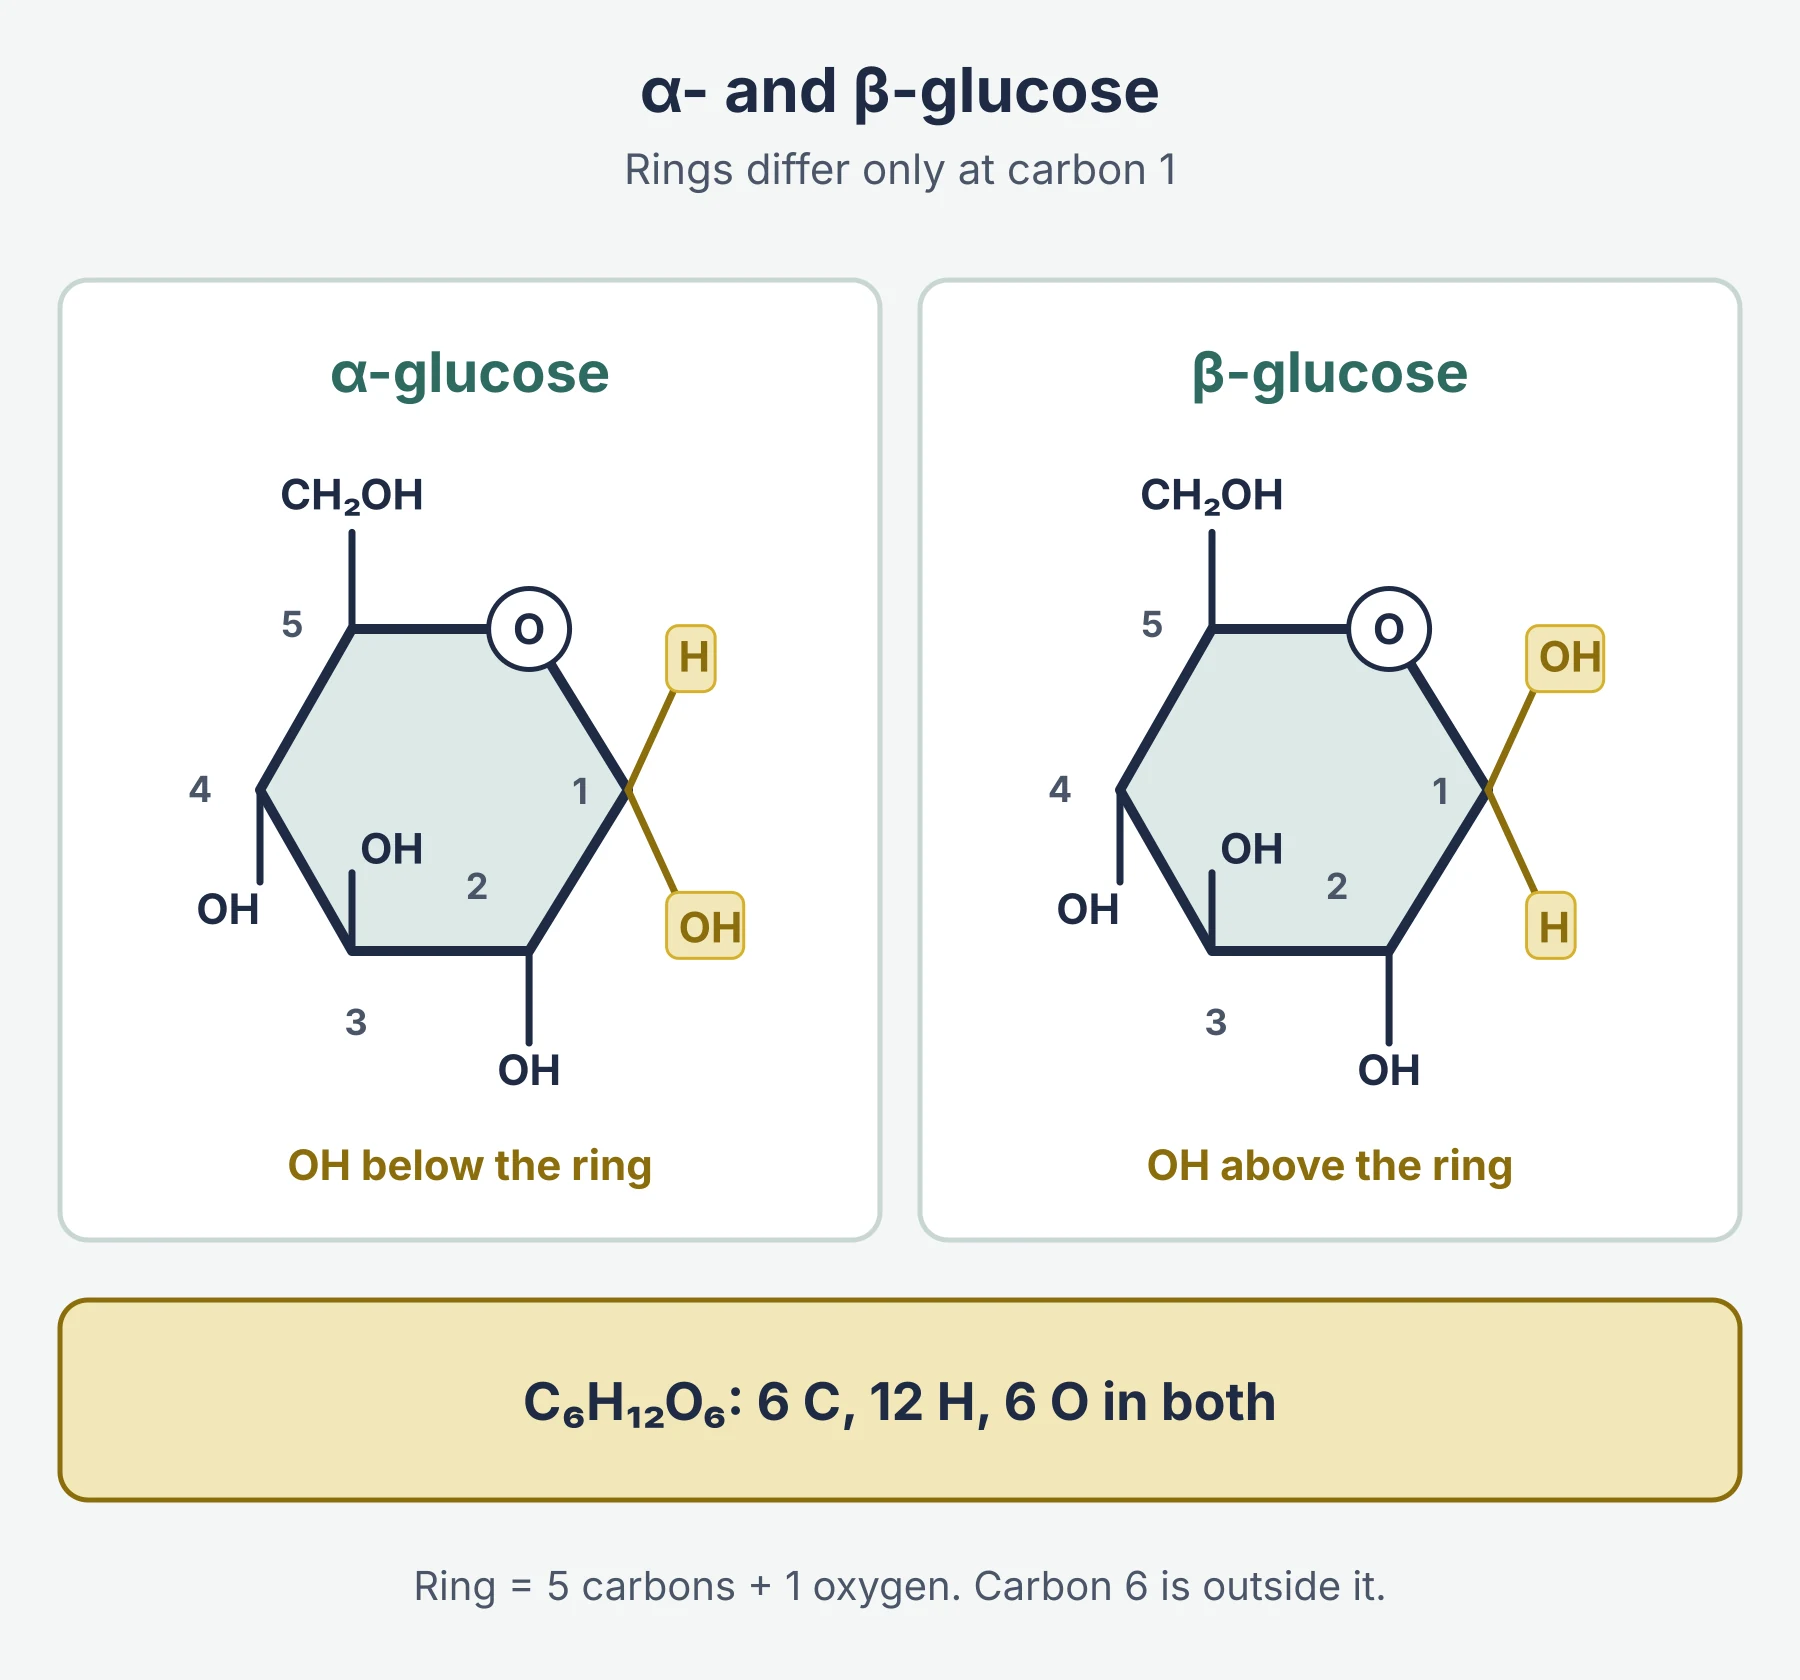 α- and β-glucose
Rings differ only at carbon 1
α-glucose
CH₂OH
5
O
H
4
1
OH
2
OH
OH
3
OH
OH below the ring
β-glucose
CH₂OH
5
O
OH
4
1
OH
2
OH
H
3
OH
OH above the ring
C₆H₁₂O₆: 6 C, 12 H, 6 O in both
Ring = 5 carbons + 1 oxygen. Carbon 6 is outside it.